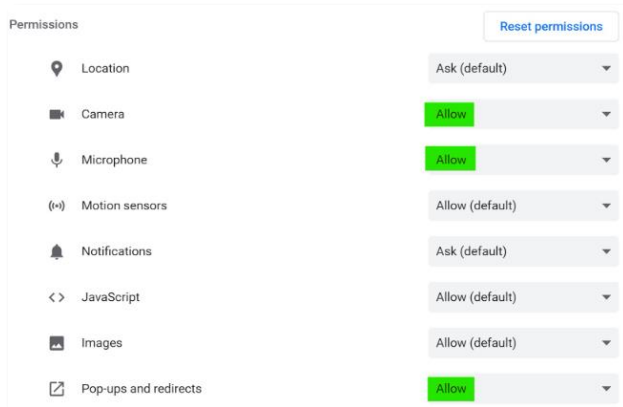 Permissions Reset permissions
Location Ask (default)
Camera Allow
Microphone Allow
Motion sensors Allow (default)
Notifications Ask (default)
JavaScript Allow (default)
Images Allow (default)
Pop-ups and redirects Allow